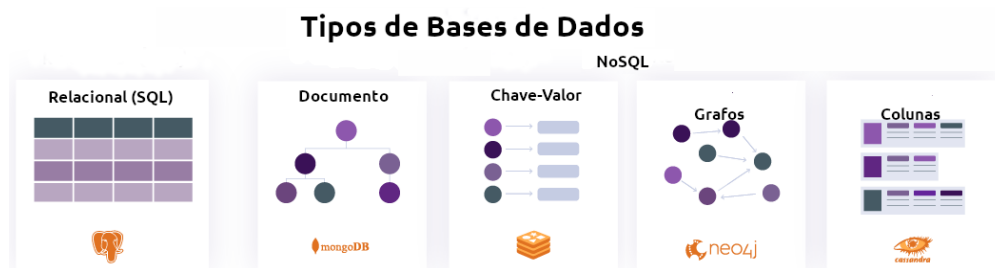 Tipos de Bases de Dados
NoSQL
Relacional (SQL)
Documento
Chave-Valor
Grafos
Colunas
mongoDB
neo4j
cassandra